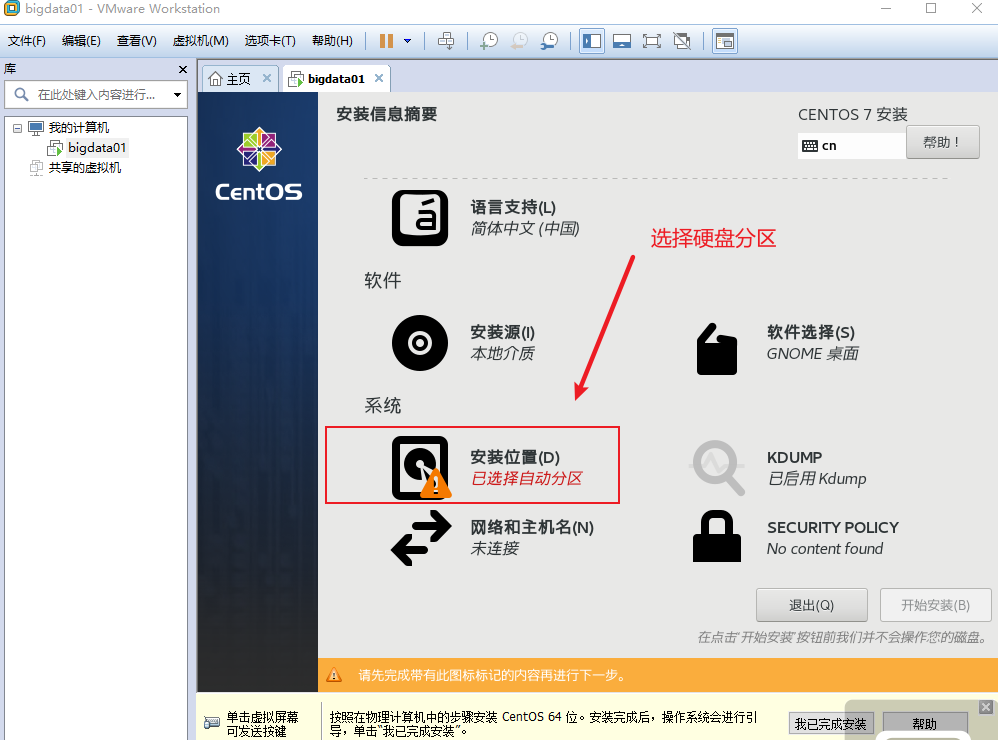 bigdata01 - VMware Workstation
文件(F) 编辑(E) 查看(V) 虚拟机(M) 选项卡(T) 帮助(H)
库
在此处键入内容进行...
我的计算机
bigdata01
共享的虚拟机
主页 bigdata01
CentOS
安装信息摘要
CENTOS 7 安装
cn
帮助！
语言支持(L)
简体中文 (中国)
选择硬盘分区
软件
安装源(I)
本地介质
软件选择(S)
GNOME 桌面
系统
安装位置(D)
已选择自动分区
KDUMP
已启用 Kdump
网络和主机名(N)
未连接
SECURITY POLICY
No content found
退出(Q)
开始安装(B)
在点击'开始安装'按钮前我们并不会操作您的磁盘。
请先完成带有此图标标记的内容再进行下一步。
单击虚拟屏幕
可发送按键
按照在物理计算机中的步骤安装 CentOS 64 位。安装完成后，操作系统会进行引
导，单击“我已完成安装”。
我已完成安装
帮助